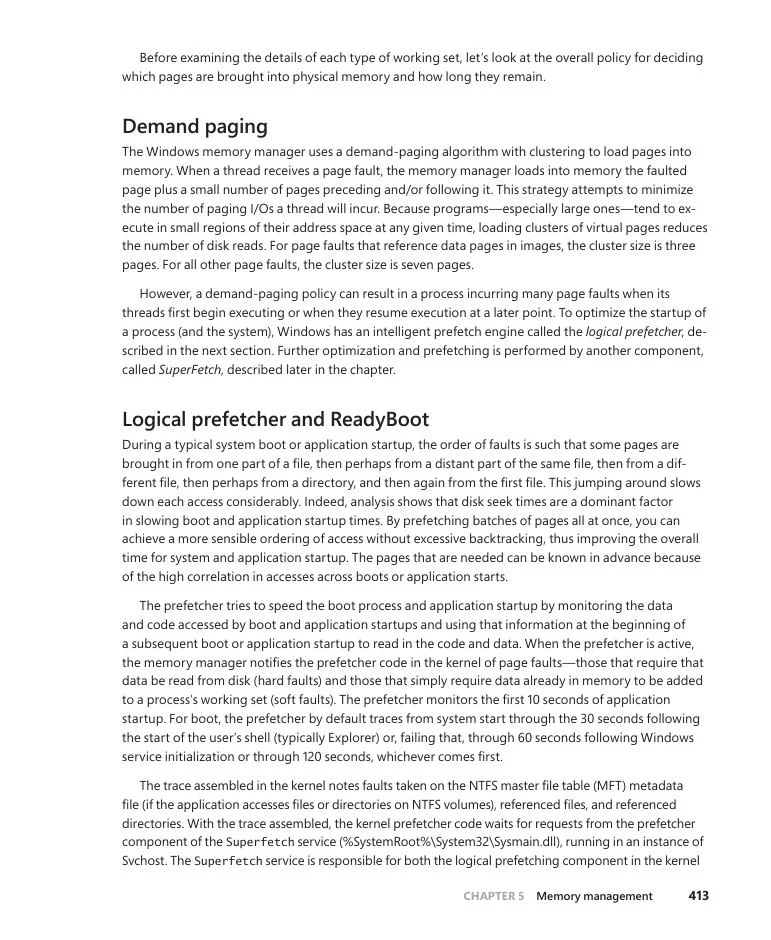 Before examining the details of each type of working set, let’s look at the overall policy for deciding
which pages are brought into physical memory and how long they remain.
Demand paging
The Windows memory manager uses a demand-paging algorithm with clustering to load pages into
memory. When a thread receives a page fault, the memory manager loads into memory the faulted
page plus a small number of pages preceding and/or following it. This strategy attempts to minimize
the number of paging I/Os a thread will incur. Because programs—especially large ones—tend to ex-
ecute in small regions of their address space at any given time, loading clusters of virtual pages reduces
the number of disk reads. For page faults that reference data pages in images, the cluster size is three
pages. For all other page faults, the cluster size is seven pages.
However, a demand-paging policy can result in a process incurring many page faults when its
threads first begin executing or when they resume execution at a later point. To optimize the startup of
a process (and the system), Windows has an intelligent prefetch engine called the logical prefetcher, de-
scribed in the next section. Further optimization and prefetching is performed by another component,
called SuperFetch, described later in the chapter.
Logical prefetcher and ReadyBoot
During a typical system boot or application startup, the order of faults is such that some pages are
brought in from one part of a file, then perhaps from a distant part of the same file, then from a dif-
ferent file, then perhaps from a directory, and then again from the first file. This jumping around slows
down each access considerably. Indeed, analysis shows that disk seek times are a dominant factor
in slowing boot and application startup times. By prefetching batches of pages all at once, you can
achieve a more sensible ordering of access without excessive backtracking, thus improving the overall
time for system and application startup. The pages that are needed can be known in advance because
of the high correlation in accesses across boots or application starts.
The prefetcher tries to speed the boot process and application startup by monitoring the data
and code accessed by boot and application startups and using that information at the beginning of
a subsequent boot or application startup to read in the code and data. When the prefetcher is active,
the memory manager notifies the prefetcher code in the kernel of page faults—those that require that
data be read from disk (hard faults) and those that simply require data already in memory to be added
to a process’s working set (soft faults). The prefetcher monitors the first 10 seconds of application
startup. For boot, the prefetcher by default traces from system start through the 30 seconds following
the start of the user’s shell (typically Explorer) or, failing that, through 60 seconds following Windows
service initialization or through 120 seconds, whichever comes first.
The trace assembled in the kernel notes faults taken on the NTFS master file table (MFT) metadata
file (if the application accesses files or directories on NTFS volumes), referenced files, and referenced
directories. With the trace assembled, the kernel prefetcher code waits for requests from the prefetcher
component of the Superfetch service (%SystemRoot%\System32\Sysmain.dll), running in an instance of
Svchost. The Superfetch service is responsible for both the logical prefetching component in the kernel
CHAPTER 5 Memory management 413